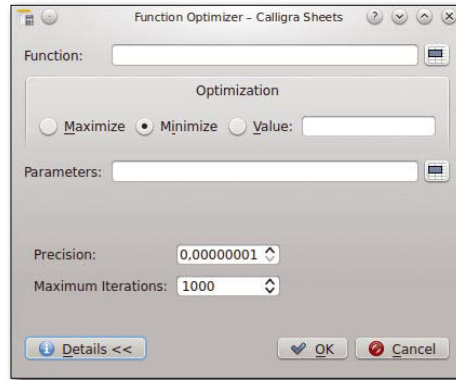 Function Optimizer – Calligra Sheets
Function:
Optimization
Maximize Minimize Value:
Parameters:
Precision: 0,00000001
Maximum Iterations: 1000
Details << OK Cancel